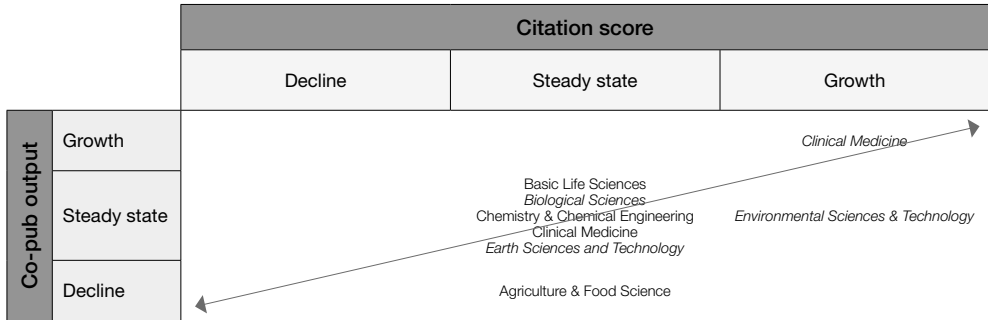 Citation score
Decline
Steady state
Growth
Co-pub output
Growth
Clinical Medicine
Steady state
Basic Life Sciences
Biological Sciences
Chemistry & Chemical Engineering
Clinical Medicine
Earth Sciences and Technology
Environmental Sciences & Technology
Decline
Agriculture & Food Science